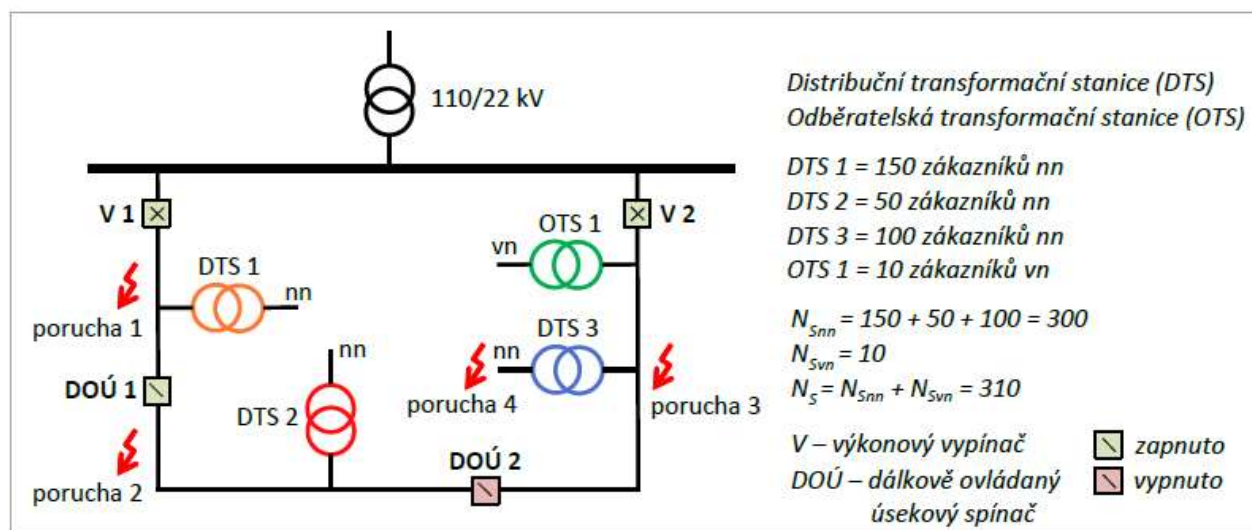 110/22 kV
V 1
V 2
OTS 1
vn
DTS 1
nn
porucha 1
DTS 3
nn
nn
DOÚ 1
DTS 2
porucha 4
porucha 3
DOÚ 2
porucha 2
Distribuční transformační stanice (DTS)
Odběratelská transformační stanice (OTS)
DTS 1 = 150 zákazníků nn
DTS 2 = 50 zákazníků nn
DTS 3 = 100 zákazníků nn
OTS 1 = 10 zákazníků vn
N_Snn = 150 + 50 + 100 = 300
N_Svn = 10
N_S = N_Snn + N_Svn = 310
V – výkonový vypínač
zapnuto
DOÚ – dálkově ovládaný
vypnuto
úsekový spínač